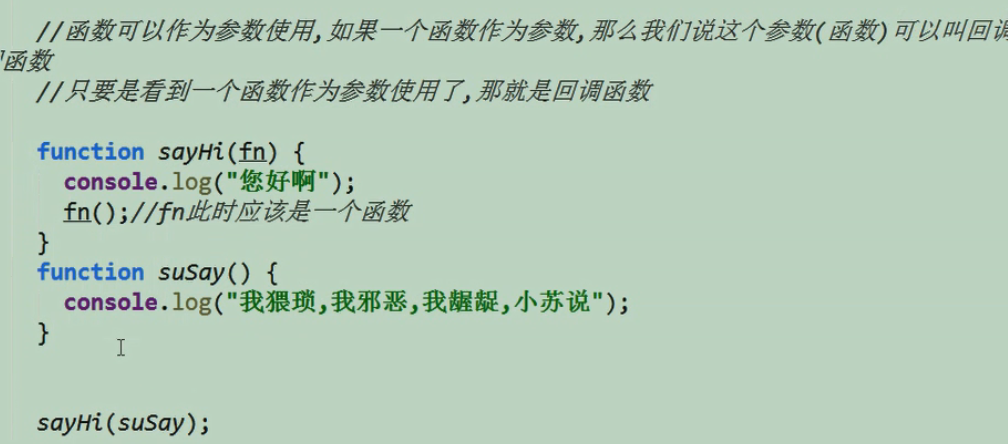 //函数可以作为参数使用,如果一个函数作为参数,那么我们说这个参数(函数)可以叫回调
函数
//只要是看到一个函数作为参数使用了,那就是回调函数
function sayHi(fn) {
console.log("您好啊");
fn();//fn此时应该是一个函数
}
function suSay() {
console.log("我猥琐,我邪恶,我龌龊,小苏说");
}
sayHi(suSay);